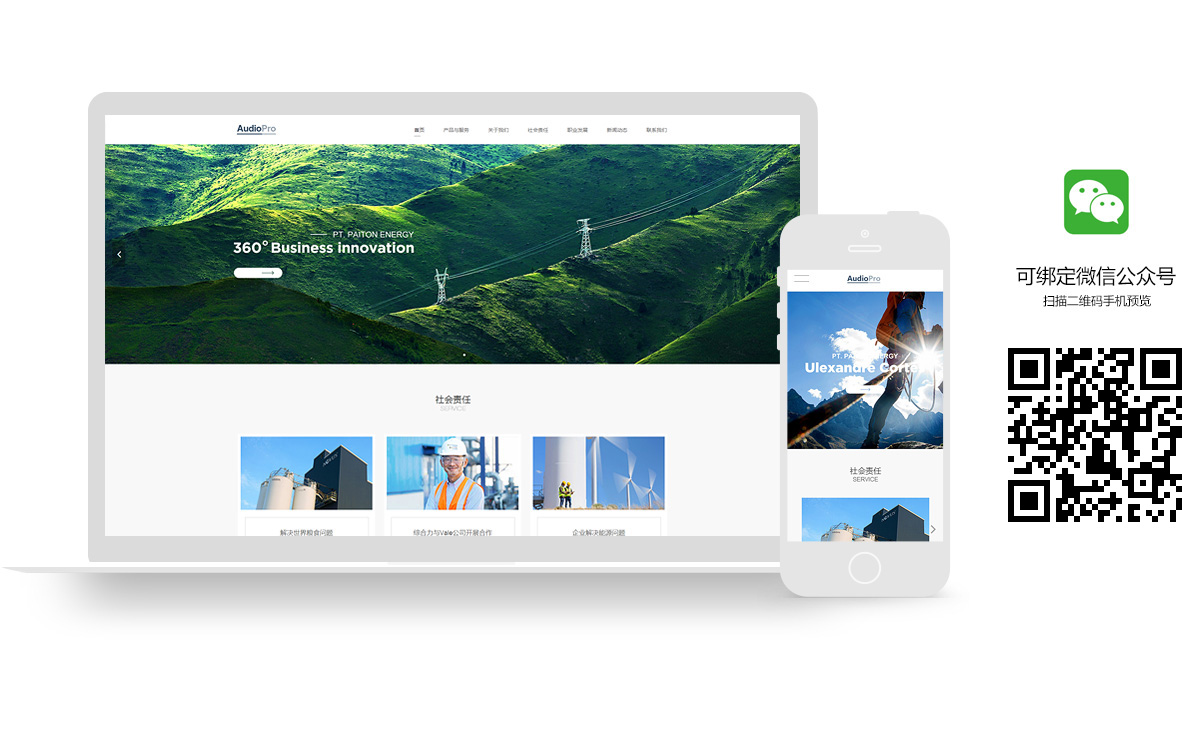 AudioPro
首页 产品与服务 关于我们 社会责任 职业发展 新闻动态 联系我们
PT. PAITON ENERGY
360° Business innovation
社会责任
SERVICE
解决世界粮食问题
综合力与Vale公司开展合作
企业解决能源问题
AudioPro
PT. PAITON ENERGY
Ulexandre Cortez
社会责任
SERVICE
可绑定微信公众号
扫描二维码手机预览